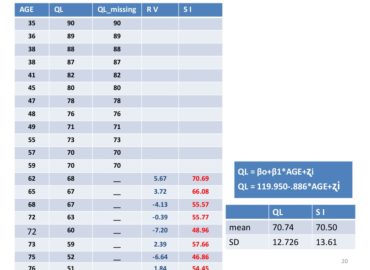 AGE QL QL_missing R V S I
35 90 90
36 89 89
38 88 88
38 87 87
41 82 82
45 80 80
47 78 78
48 76 76
49 71 71
55 73 73
57 70 70
59 70 70
62 68 __ 5.67 70.69
65 67 __ 3.72 66.08
68 67 __ -4.13 55.57
72 63 __ -0.39 55.77
72 60 __ -7.20 48.96
73 59 __ 2.39 57.66
75 52 __ -6.64 46.86
76 51 __ 1.84 54.45
QL = βo+β1*AGE+ɀi
QL = 119.950-.886*AGE+ɀi
QL S I
mean 70.74 70.50
SD 12.726 13.61
20